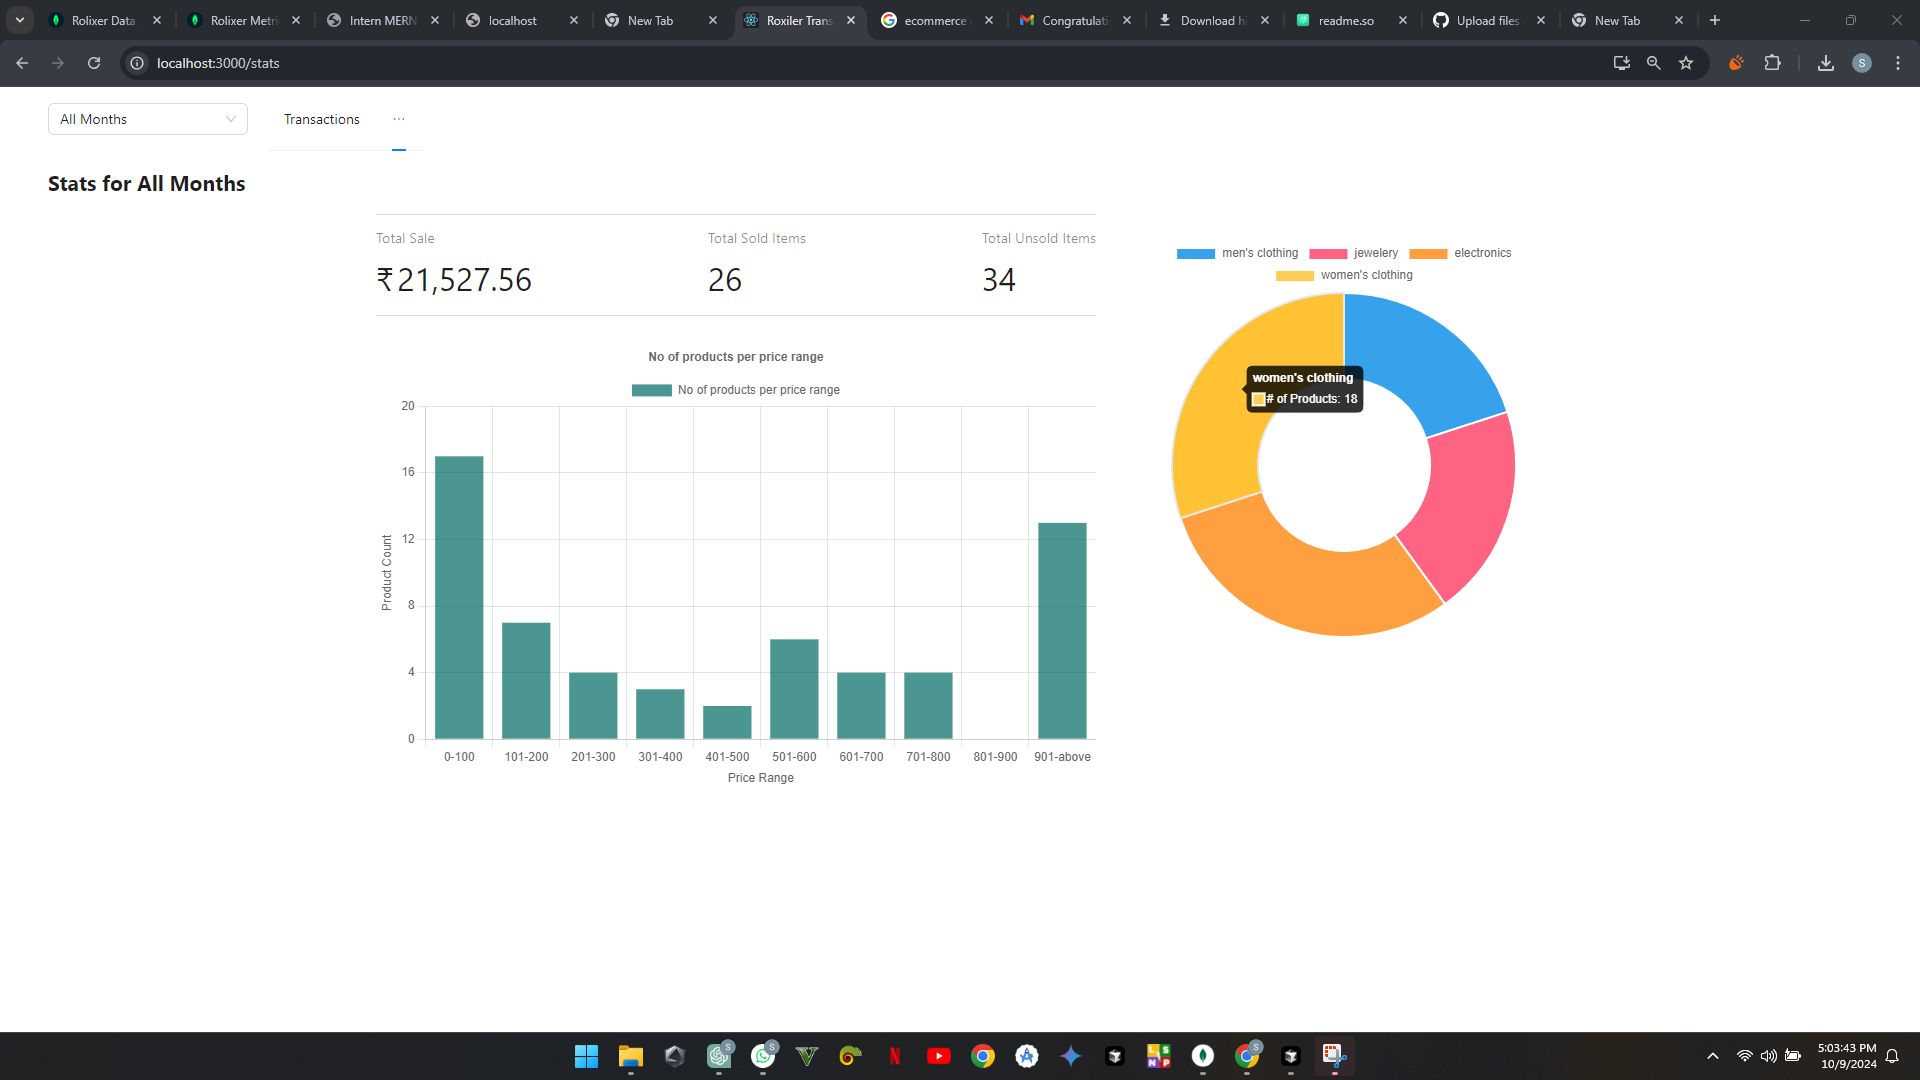 Rolixer Data
Rolixer Metri
Intern MERN
localhost
New Tab
Roxiler Trans
ecommerce
Congratulati
Download hi
readme.so
Upload files
New Tab
localhost:3000/stats
S
All Months
Transactions
···
Stats for All Months
Total Sale
Total Sold Items
Total Unsold Items
₹21,527.56
26
34
men's clothing
jewelery
electronics
women's clothing
women's clothing
# of Products: 18
No of products per price range
No of products per price range
20
16
12
8
4
0
Product Count
0-100
101-200
201-300
301-400
401-500
501-600
601-700
701-800
801-900
901-above
Price Range
5:03:43 PM
10/9/2024